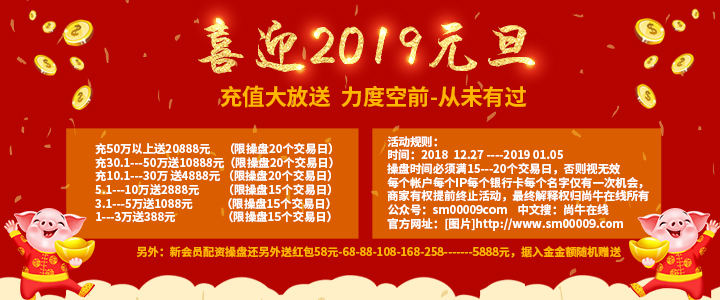 喜迎2019元旦
充值大放送 力度空前-从未有过
充50万以上送20888元 （限操盘20个交易日）
充30.1---50万送10888元（限操盘20个交易日）
充10.1---30万 送4888元（限操盘20个交易日）
5.1---10万送2888元 （限操盘15个交易日）
3.1---5万送1088元 （限操盘15个交易日）
1---3万送388元 （限操盘15个交易日）
活动规则：
时间：2018 12.27 ----2019 01.05
操盘时间必须满15---20个交易日，否则视无效
每个帐户每个IP每个银行卡每个名字仅有一次机会，
商家有权提前终止活动，最终解释权归尚牛在线所有
公众号：sm00009com 中文搜：尚牛在线
官方网址：[图片]http://www.sm00009.com
另外：新会员配资操盘还另外送红包58元-68-88-108-168-258-------5888元，据入金金额随机赠送